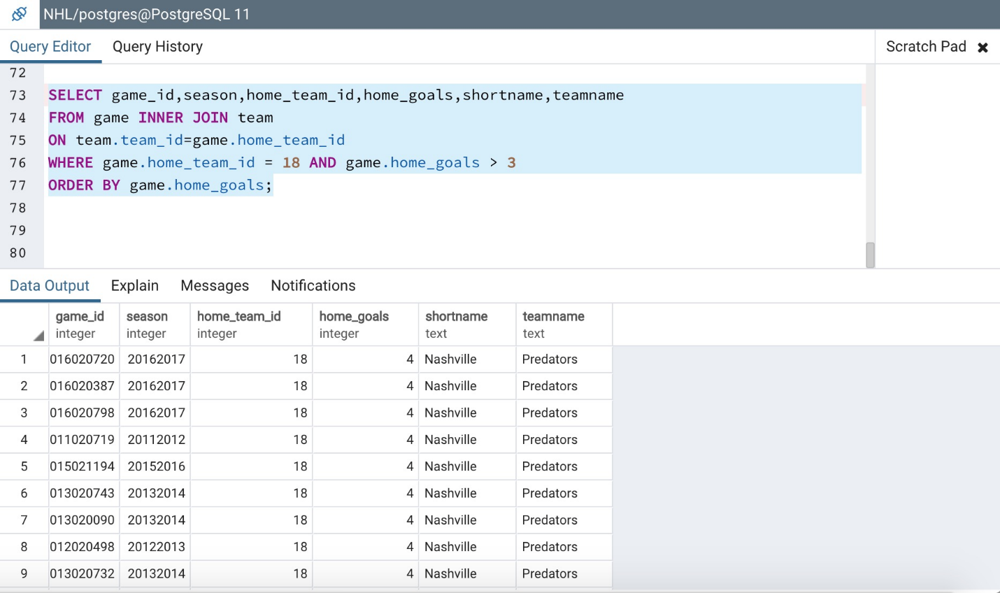 NHL/postgres@PostgreSQL 11
Query Editor Query History Scratch Pad
72
73 SELECT game_id,season,home_team_id,home_goals,shortname,teamname
74 FROM game INNER JOIN team
75 ON team.team_id=game.home_team_id
76 WHERE game.home_team_id = 18 AND game.home_goals > 3
77 ORDER BY game.home_goals;
78
79
80
Data Output Explain Messages Notifications
game_id season home_team_id home_goals shortname teamname
integer integer integer integer text text
1 016020720 20162017 18 4 Nashville Predators
2 016020387 20162017 18 4 Nashville Predators
3 016020798 20162017 18 4 Nashville Predators
4 011020719 20112012 18 4 Nashville Predators
5 015021194 20152016 18 4 Nashville Predators
6 013020743 20132014 18 4 Nashville Predators
7 013020090 20132014 18 4 Nashville Predators
8 012020498 20122013 18 4 Nashville Predators
9 013020732 20132014 18 4 Nashville Predators